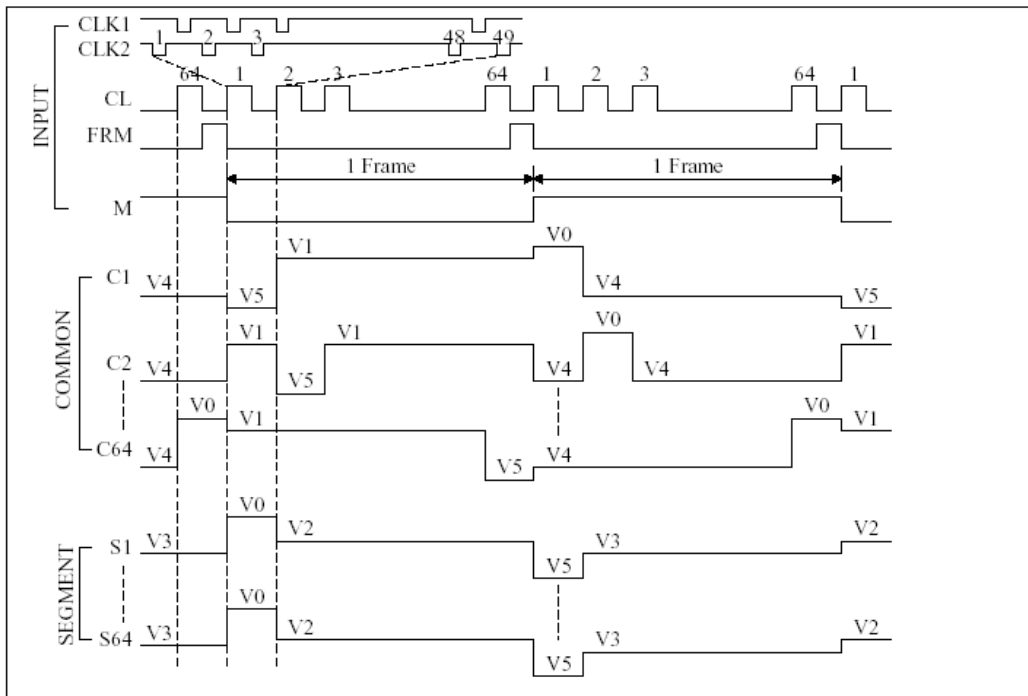 CLK1
1 2 3 48 49
CLK2
64 1 2 3 64 1 2 3 64 1
CL
FRM
1 Frame 1 Frame
M
INPUT
V1 V0
C1 V4 V5 V4 V5
V1 V1 V0 V1
C2 V4 V5 V4 V4
V0 V1 V0 V1
C64 V4 V5 V4
COMMON
V0
S1 V3 V2 V5 V3 V2
V0
S64 V3 V2 V5 V3 V2
SEGMENT